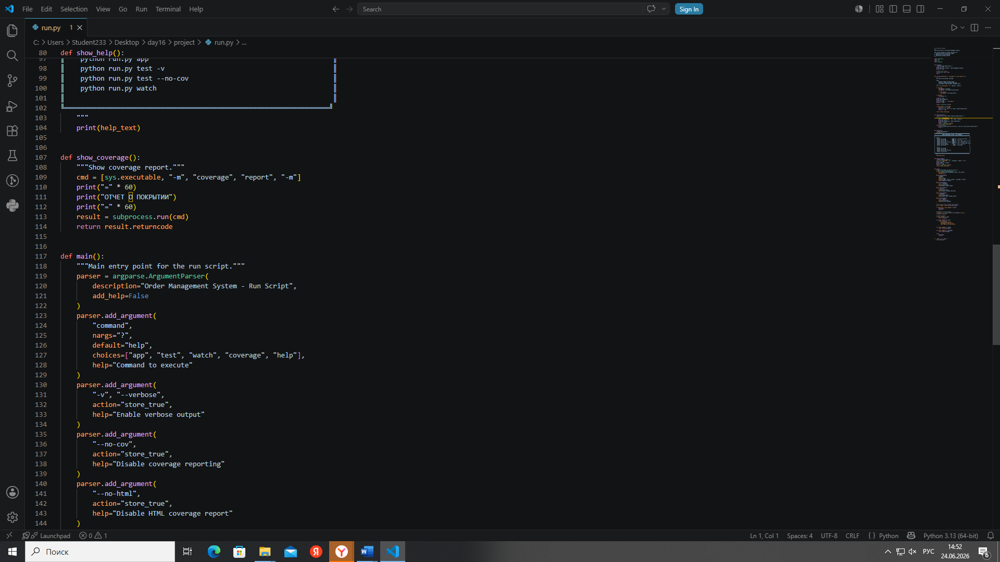 File Edit Selection View Go Run Terminal Help
Search
Sign In
run.py 1
C: > Users > Student233 > Desktop > day16 > project > run.py > ...
80 def show_help():
97 python run.py app
98 ║ python run.py test -v ║
99 ║ python run.py test --no-cov ║
100 ║ python run.py watch ║
101 ║ ║
102 ╚══════════════════════════════════════════════════════════════════╝
103 """
104 print(help_text)
105
106
107 def show_coverage():
108 """Show coverage report."""
109 cmd = [sys.executable, "-m", "coverage", "report", "-m"]
110 print("=" * 60)
111 print("ОТЧЕТ О ПОКРЫТИИ")
112 print("=" * 60)
113 result = subprocess.run(cmd)
114 return result.returncode
115
116
117 def main():
118 """Main entry point for the run script."""
119 parser = argparse.ArgumentParser(
120 description="Order Management System - Run Script",
121 add_help=False
122 )
123 parser.add_argument(
124 "command",
125 nargs="?",
126 default="help",
127 choices=["app", "test", "watch", "coverage", "help"],
128 help="Command to execute"
129 )
130 parser.add_argument(
131 "-v", "--verbose",
132 action="store_true",
133 help="Enable verbose output"
134 )
135 parser.add_argument(
136 "--no-cov",
137 action="store_true",
138 help="Disable coverage reporting"
139 )
140 parser.add_argument(
141 "--no-html",
142 action="store_true",
143 help="Disable HTML coverage report"
144 )
Launchpad 0 1
Ln 1, Col 1 Spaces: 4 UTF-8 CRLF { } Python Python 3.13 (64-bit)
Поиск
РУС
14:52
24.06.2026
6